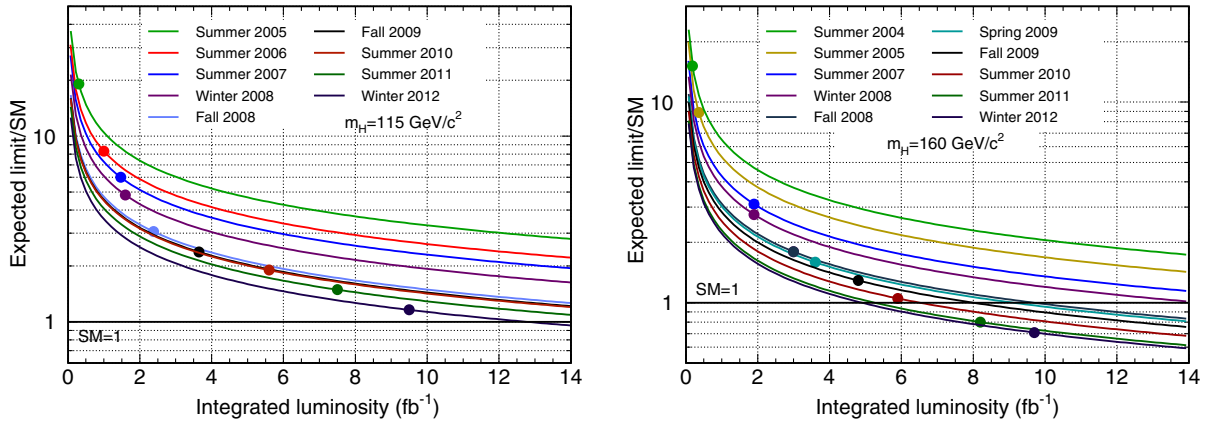 Expected limit/SM
10
1
Summer 2005
Summer 2006
Summer 2007
Winter 2008
Fall 2008
Fall 2009
Summer 2010
Summer 2011
Winter 2012
m_H=115 GeV/c²
SM=1
0 2 4 6 8 10 12 14
Integrated luminosity (fb⁻¹)
Expected limit/SM
10
1
Summer 2004
Summer 2005
Summer 2007
Winter 2008
Fall 2008
Spring 2009
Fall 2009
Summer 2010
Summer 2011
Winter 2012
m_H=160 GeV/c²
SM=1
0 2 4 6 8 10 12 14
Integrated luminosity (fb⁻¹)